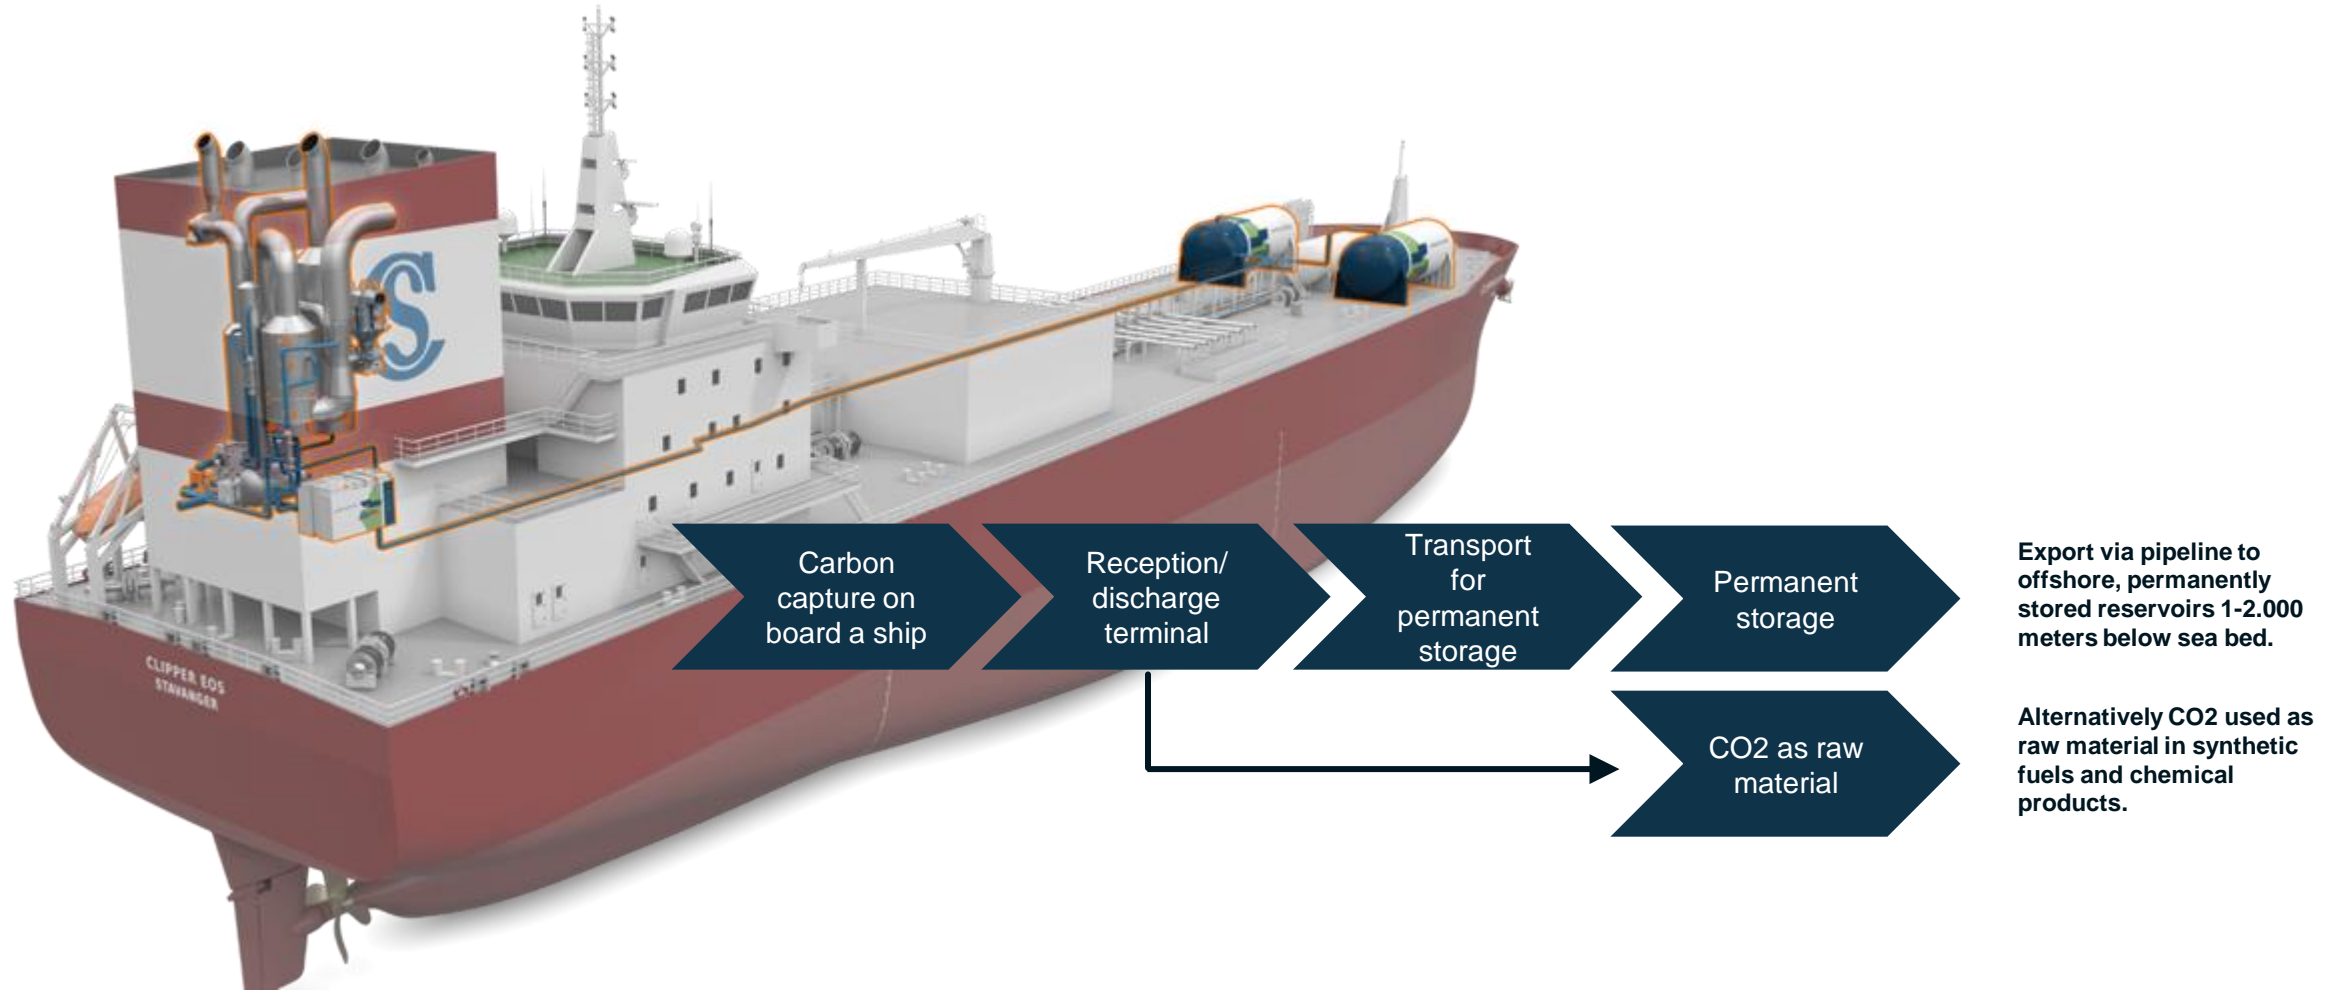 CLIPPER EOS
STAVANGER
Carbon
capture on
board a ship
Reception/
discharge
terminal
Transport
for
permanent
storage
Permanent
storage
Export via pipeline to
offshore, permanently
stored reservoirs 1-2.000
meters below sea bed.
CO2 as raw
material
Alternatively CO2 used as
raw material in synthetic
fuels and chemical
products.